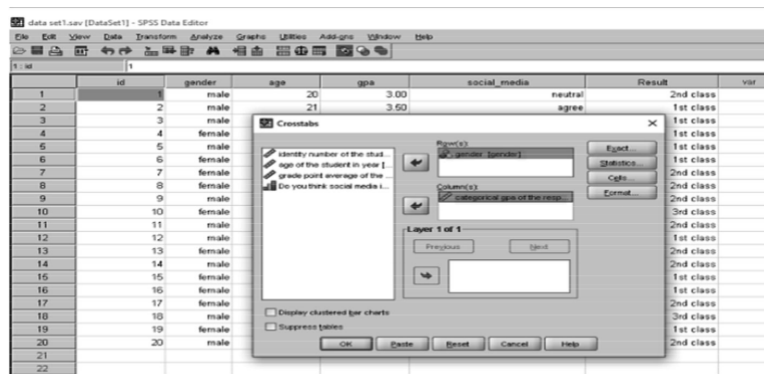 data set1.sav [DataSet1] - SPSS Data Editor
File Edit View Data Transform Analyze Graphs Utilities Add-gns Window Help
1 : id 1
id gender age gpa social_media Result var
1 1 male 20 3.00 neutral 2nd class
2 2 male 21 3.50 agree 1st class
3 3 male 1st class
4 4 female 1st class
5 5 male 1st class
6 6 female 1st class
7 7 female 2nd class
8 8 female 2nd class
9 9 male 2nd class
10 10 female 3rd class
11 11 male 2nd class
12 12 male 1st class
13 13 female 2nd class
14 14 male 2nd class
15 15 female 1st class
16 16 female 1st class
17 17 female 2nd class
18 18 male 3rd class
19 19 female 1st class
20 20 male 2nd class
21
22
Crosstabs
identity number of the stud...
age of the student in year [...
grade point average of the ...
Do you think social media i...
Row(s):
gender [gender]
Column(s):
categorical gpa of the resp...
Layer 1 of 1
Previous Next
Exact...
Statistics...
Cells...
Format...
Display clustered bar charts
Suppress tables
OK Paste Reset Cancel Help